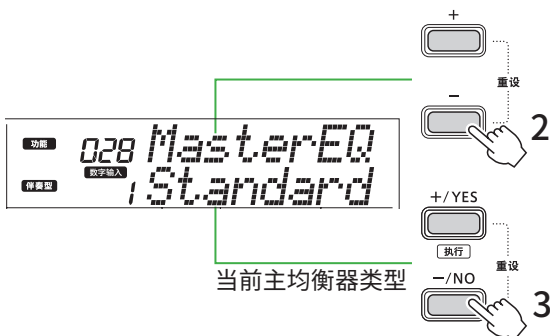 +
重设
−
2
功能
028 MasterEQ
数字输入
伴奏型
1 Standard
+/YES
执行
重设
当前主均衡器类型
−/NO
3